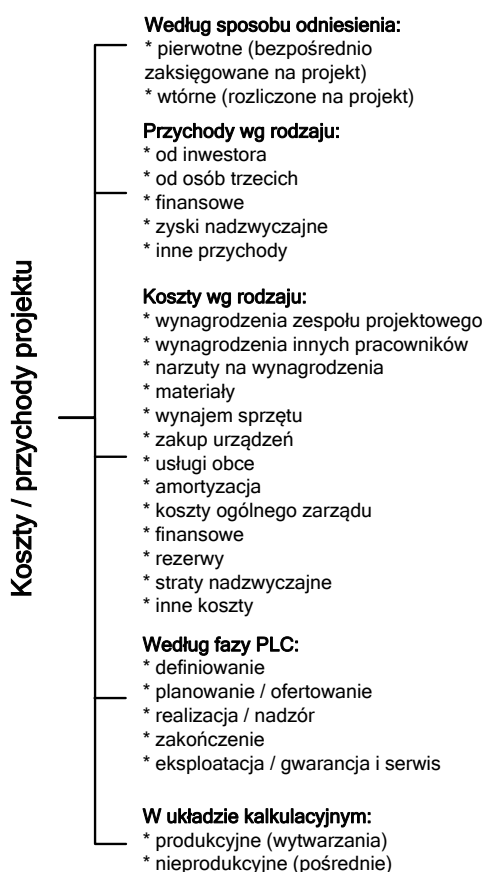 Koszty / przychody projektu
Według sposobu odniesienia:
* pierwotne (bezpośrednio
zaksięgowane na projekt)
* wtórne (rozliczone na projekt)
Przychody wg rodzaju:
* od inwestora
* od osób trzecich
* finansowe
* zyski nadzwyczajne
* inne przychody
Koszty wg rodzaju:
* wynagrodzenia zespołu projektowego
* wynagrodzenia innych pracowników
* narzuty na wynagrodzenia
* materiały
* wynajem sprzętu
* zakup urządzeń
* usługi obce
* amortyzacja
* koszty ogólnego zarządu
* finansowe
* rezerwy
* straty nadzwyczajne
* inne koszty
Według fazy PLC:
* definiowanie
* planowanie / ofertowanie
* realizacja / nadzór
* zakończenie
* eksploatacja / gwarancja i serwis
W układzie kalkulacyjnym:
* produkcyjne (wytwarzania)
* nieprodukcyjne (pośrednie)